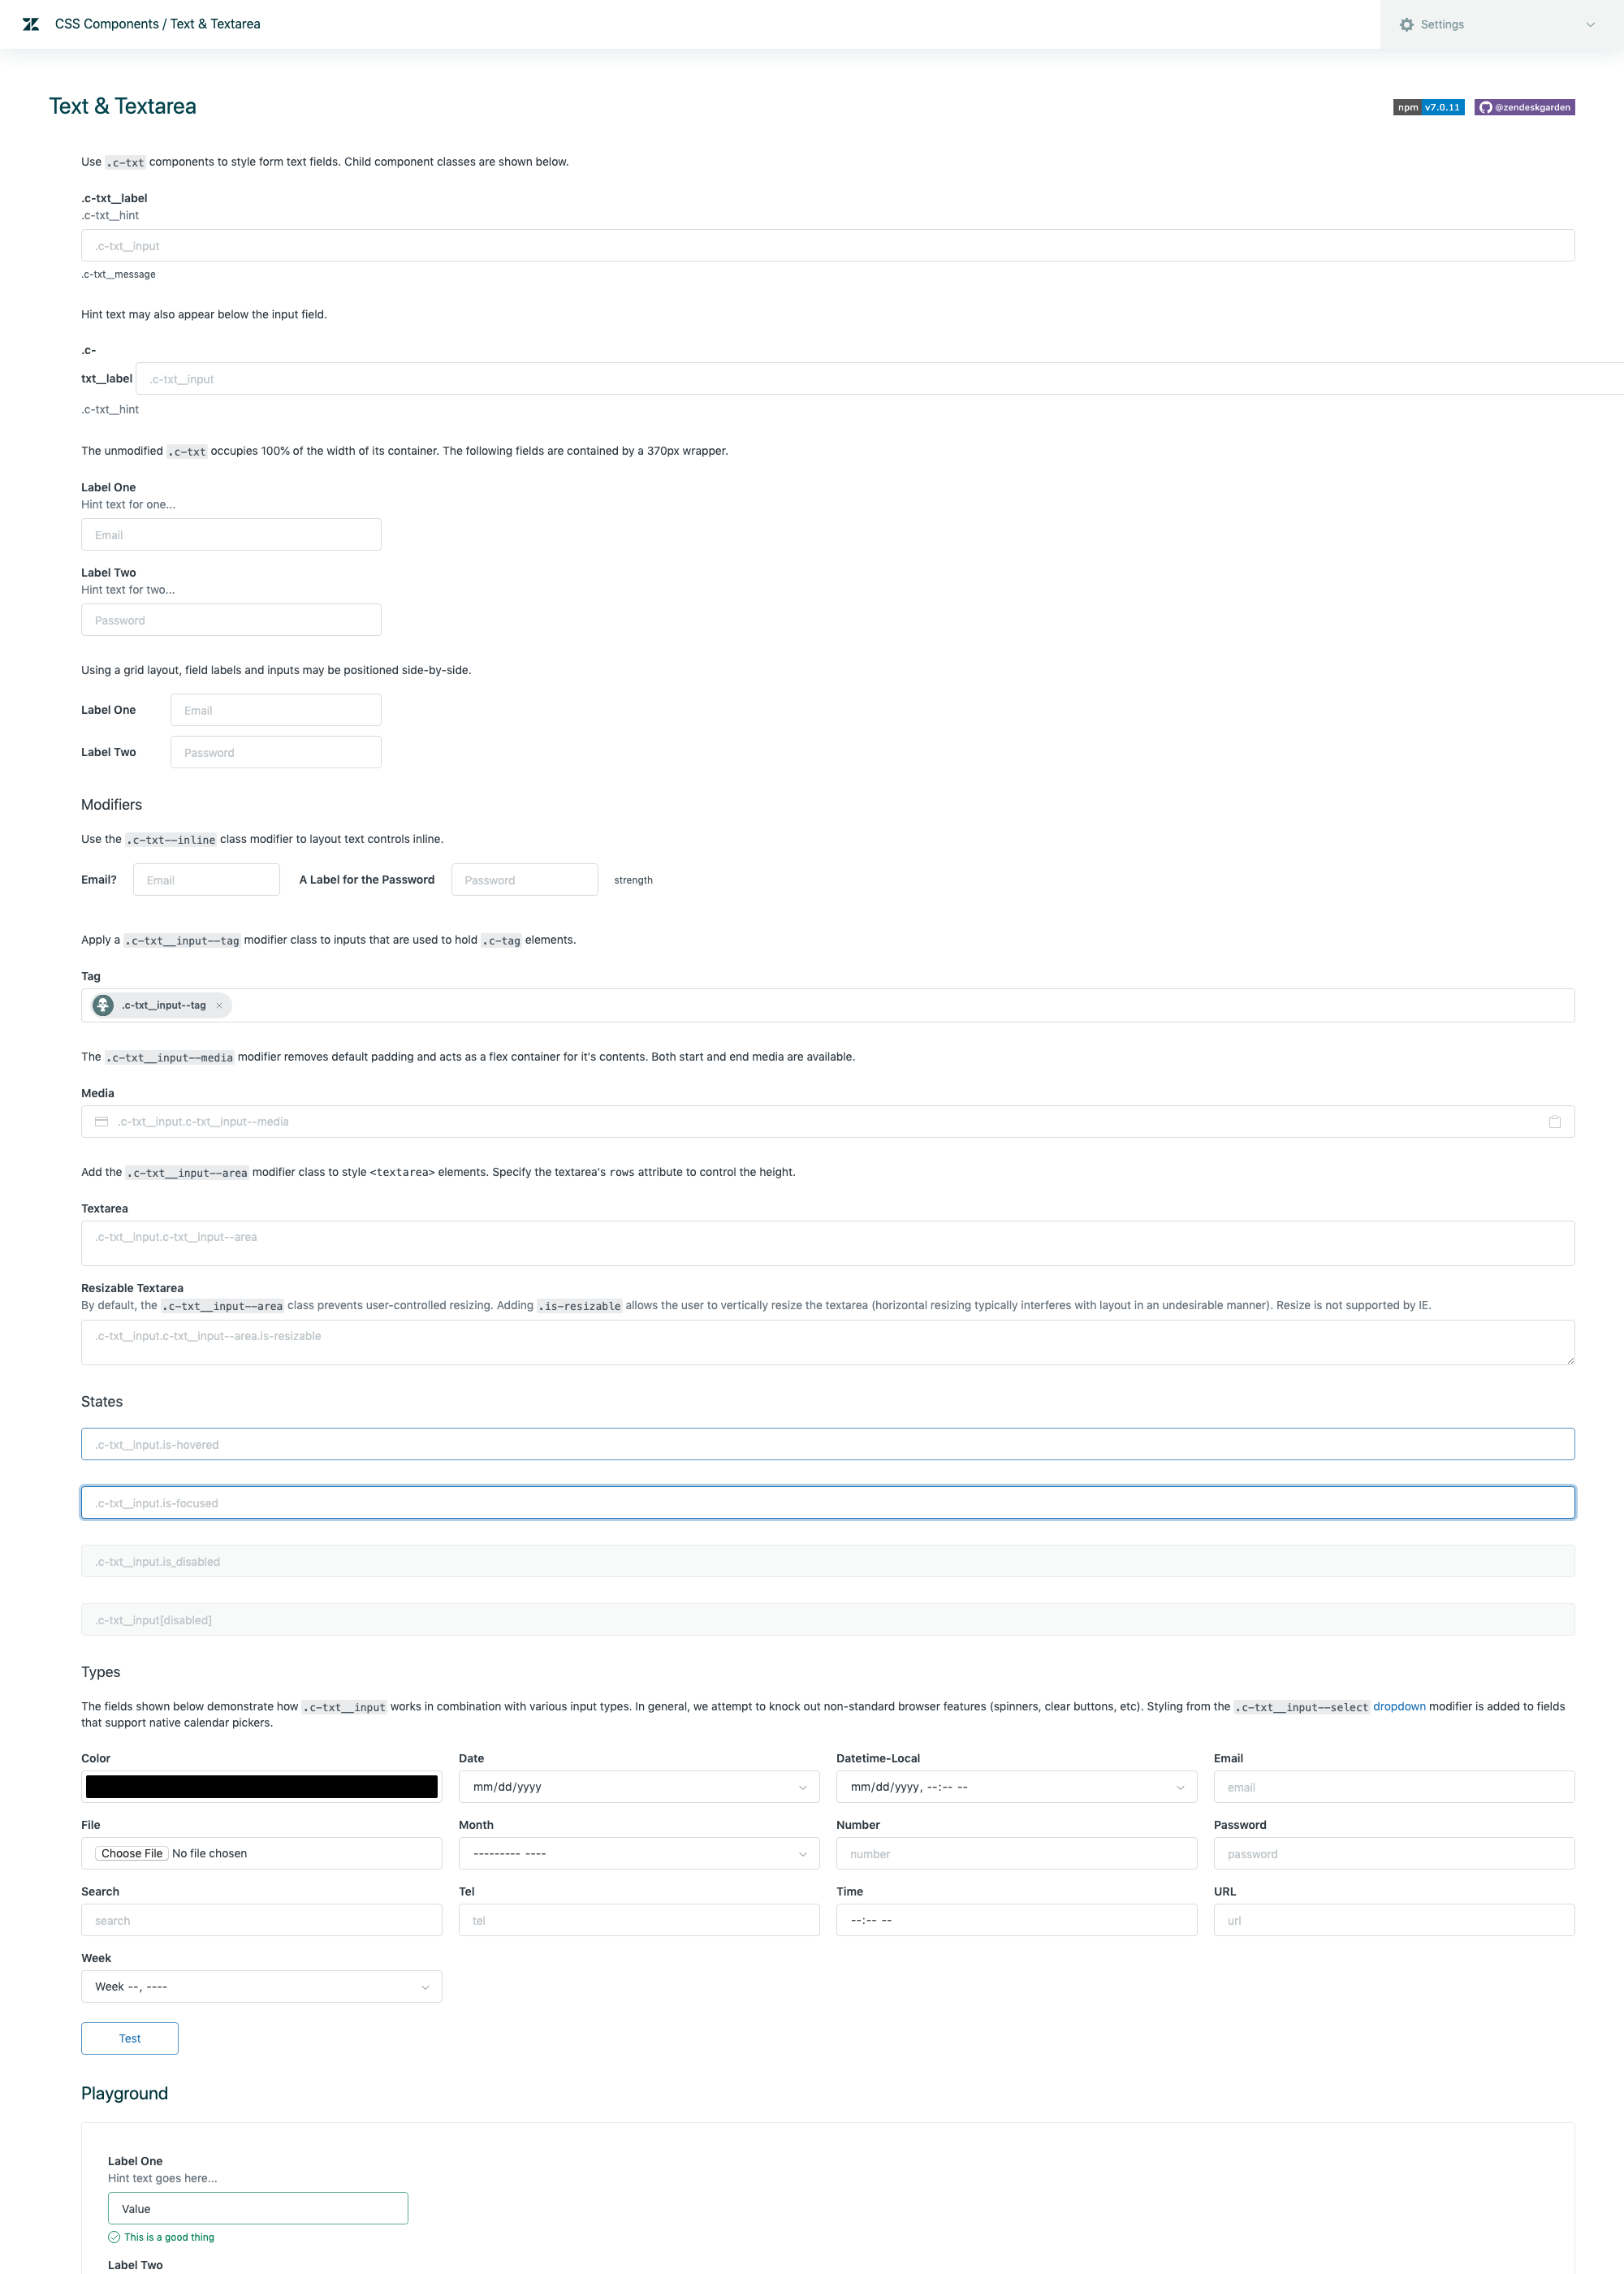 CSS Components / Text & Textarea
Settings
Text & Textarea
npm v7.0.11
@zendeskgarden
Use .c-txt components to style form text fields. Child component classes are shown below.
.c-txt__label
.c-txt__hint
.c-txt__input
.c-txt__message
Hint text may also appear below the input field.
.c-
txt__label
.c-txt__input
.c-txt__hint
The unmodified .c-txt occupies 100% of the width of its container. The following fields are contained by a 370px wrapper.
Label One
Hint text for one...
Email
Label Two
Hint text for two...
Password
Using a grid layout, field labels and inputs may be positioned side-by-side.
Label One Email
Label Two Password
Modifiers
Use the .c-txt--inline class modifier to layout text controls inline.
Email? Email A Label for the Password Password strength
Apply a .c-txt__input--tag modifier class to inputs that are used to hold .c-tag elements.
Tag
.c-txt__input--tag
The .c-txt__input--media modifier removes default padding and acts as a flex container for it's contents. Both start and end media are available.
Media
.c-txt__input.c-txt__input--media
Add the .c-txt__input--area modifier class to style <textarea> elements. Specify the textarea's rows attribute to control the height.
Textarea
.c-txt__input.c-txt__input--area
Resizable Textarea
By default, the .c-txt__input--area class prevents user-controlled resizing. Adding .is-resizable allows the user to vertically resize the textarea (horizontal resizing typically interferes with layout in an undesirable manner). Resize is not supported by IE.
.c-txt__input.c-txt__input--area.is-resizable
States
.c-txt__input.is-hovered
.c-txt__input.is-focused
.c-txt__input.is_disabled
.c-txt__input[disabled]
Types
The fields shown below demonstrate how .c-txt__input works in combination with various input types. In general, we attempt to knock out non-standard browser features (spinners, clear buttons, etc). Styling from the .c-txt__input--select dropdown modifier is added to fields
that support native calendar pickers.
Color Date Datetime-Local Email
mm/dd/yyyy mm/dd/yyyy, --:-- -- email
File Month Number Password
Choose File No file chosen --------- ---- number password
Search Tel Time URL
search tel --:-- -- url
Week
Week --, ----
Test
Playground
Label One
Hint text goes here...
Value
This is a good thing
Label Two